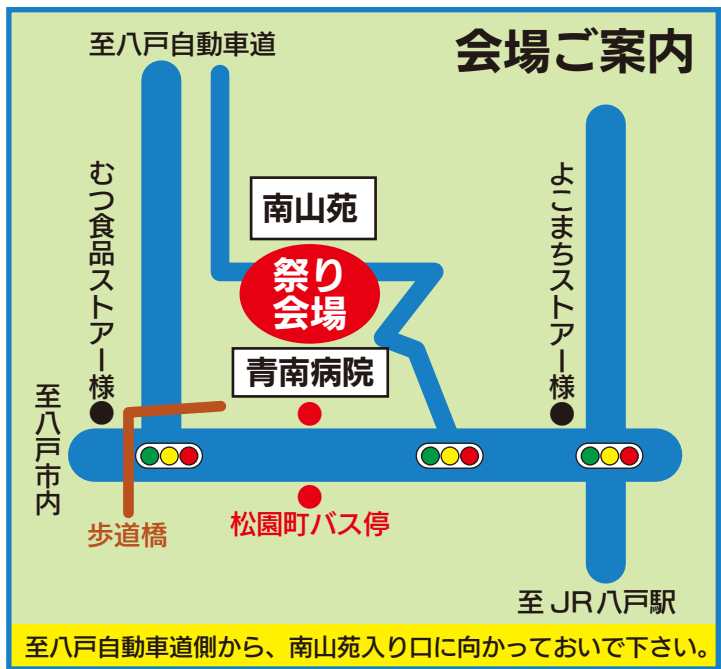 会場ご案内
至八戸自動車道
むつ食品ストアー様
南山苑
祭り
会場
よこまちストアー様
青南病院
至八戸市内
歩道橋
松園町バス停
至JR八戸駅
至八戸自動車道側から、南山苑入り口に向かっておいで下さい。